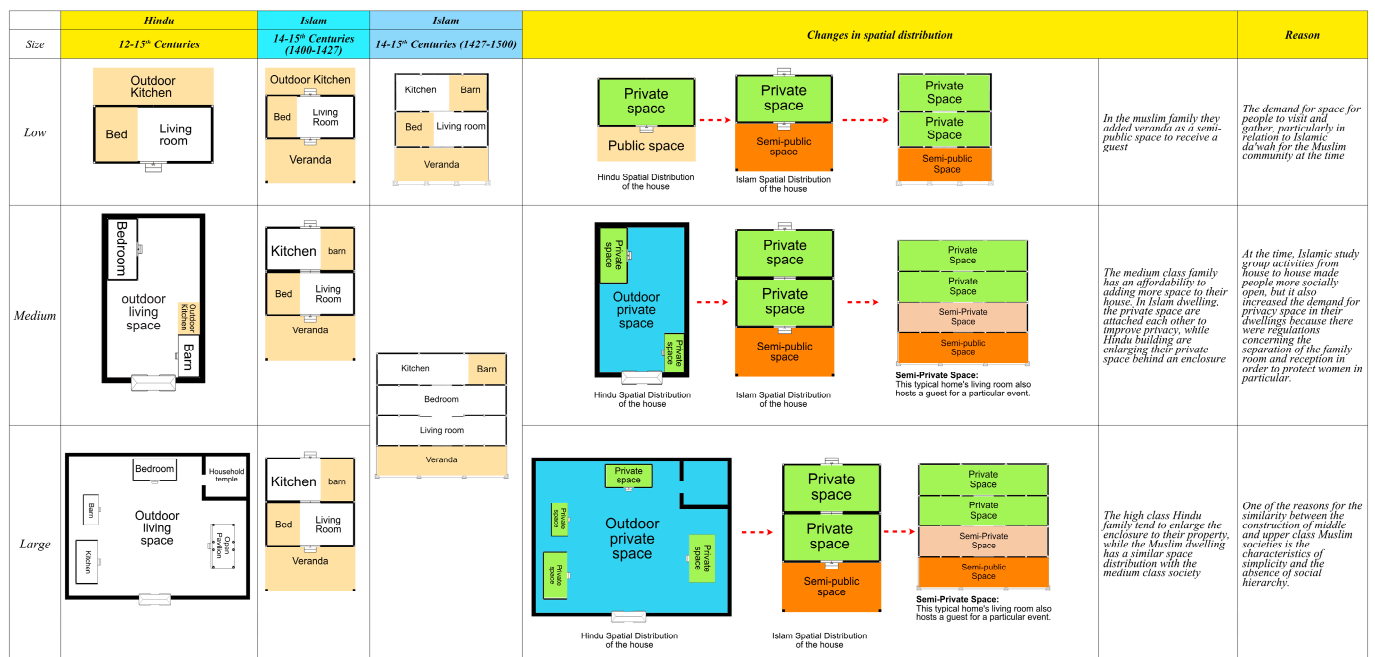 Hindu
Islam
Islam
Changes in spatial distribution
Reason
Size
12-15th Centuries
14-15th Centuries
(1400-1427)
14-15th Centuries (1427-1500)
Low
Outdoor
Kitchen
Bed
Living
room
Outdoor Kitchen
Bed
Living
Room
Veranda
Kitchen
Barn
Bed
Living room
Veranda
Private
space
Public space
Hindu Spatial Distribution
of the house
Private
space
Semi-public
space
Islam Spatial Distribution
of the house
Private
Space
Private
Space
Semi-public
Space
In the muslim family they
added veranda as a semi-
public space to receive a
guest
The demand for space for
people to visit and
gather, particularly in
relation to Islamic
da'wah for the Muslim
community at the time
Medium
Bedroom
outdoor
living
space
Outdoor
Kitchen
Barn
Kitchen
barn
Bed
Living
Room
Veranda
Kitchen
Barn
Bedroom
Living room
Veranda
Private
space
Outdoor
private
space
Private
space
Hindu Spatial Distribution
of the house
Private
space
Private
space
Semi-public
space
Islam Spatial Distribution
of the house
Private
Space
Private
Space
Semi-Private
Space
Semi-public
Space
Semi-Private Space:
This typical home's living room also
hosts a guest for a particular event.
The medium class family
has an affordability to
adding more space to their
house. In Islam dwelling,
the private space are
attached each other to
improve privacy, while
Hindu building are
enlarging their private
space behind an enclosure
At the time, Islamic study
group activities from
house to house made
people more socially
open, but it also
increased the demand for
privacy space in their
dwellings because there
were regulations
concerning the
separation of the family
room and reception in
order to protect women in
particular.
Large
Bedroom
Household
temple
Barn
Outdoor
living
space
Open
Pavilion
Kitchen
Kitchen
barn
Bed
Living
Room
Veranda
Private
space
Private
space
Outdoor
private
space
Private
space
Private
space
Hindu Spatial Distribution
of the house
Private
space
Private
space
Semi-public
space
Islam Spatial Distribution
of the house
Private
Space
Private
Space
Semi-Private
Space
Semi-public
Space
Semi-Private Space:
This typical home's living room also
hosts a guest for a particular event.
The high class Hindu
family tend to enlarge the
enclosure to their property,
while the Muslim dwelling
has a similar space
distribution with the
medium class society
One of the reasons for the
similarity between the
construction of middle
and upper class Muslim
societies is the
characteristics of
simplicity and the
absence of social
hierarchy.